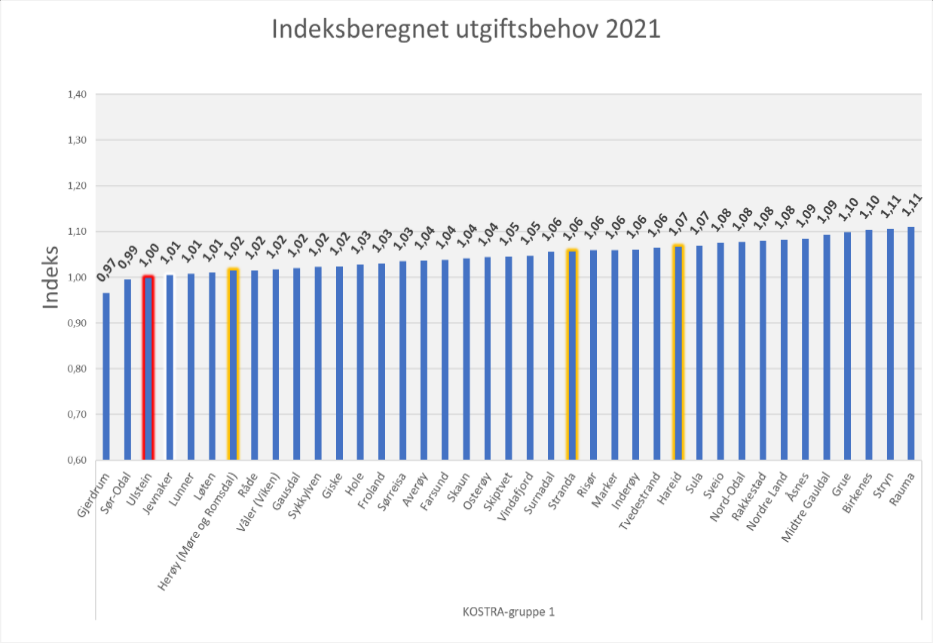 Indeksberegnet utgiftsbehov 2021
Indeks
1,40
1,30
1,20
1,10
1,00
0,90
0,80
0,70
0,60
0,97
0,99
1,00
1,01
1,01
1,01
1,02
1,02
1,02
1,02
1,02
1,02
1,03
1,03
1,03
1,04
1,04
1,04
1,04
1,05
1,05
1,06
1,06
1,06
1,06
1,06
1,06
1,07
1,07
1,08
1,08
1,08
1,08
1,09
1,09
1,10
1,10
1,11
1,11
Gjerdrum
Sør-Odal
Ulstein
Jevnaker
Lunner
Løten
Herøy (Møre og Romsdal)
Råde
Våler (Viken)
Gausdal
Sykkylven
Giske
Hole
Froland
Sørreisa
Averøy
Farsund
Skaun
Osterøy
Skiptvet
Vindafjord
Surnadal
Stranda
Risør
Marker
Inderøy
Tvedestrand
Hareid
Sula
Sveio
Nord-Odal
Rakkestad
Nordre Land
Åsnes
Midtre Gauldal
Grue
Birkenes
Stryn
Rauma
KOSTRA-gruppe 1